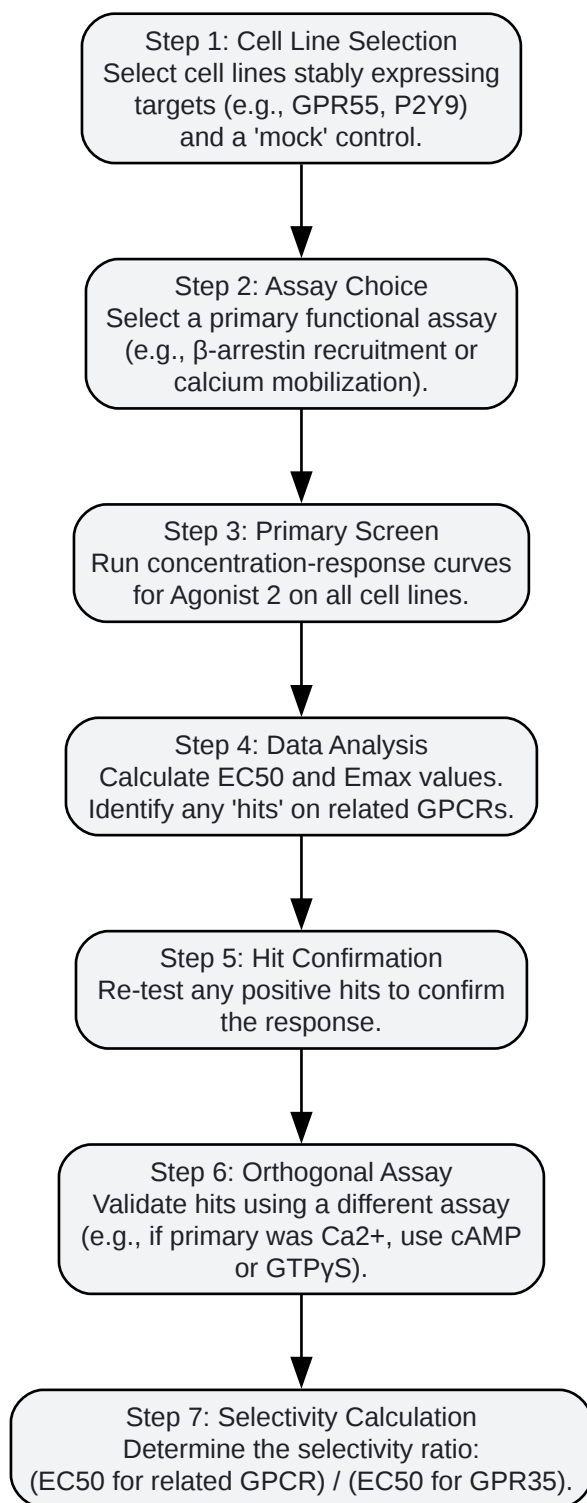 Step 1: Cell Line Selection
Select cell lines stably expressing
targets (e.g., GPR55, P2Y9)
and a 'mock' control.
Step 2: Assay Choice
Select a primary functional assay
(e.g., β-arrestin recruitment or
calcium mobilization).
Step 3: Primary Screen
Run concentration-response curves
for Agonist 2 on all cell lines.
Step 4: Data Analysis
Calculate EC50 and Emax values.
Identify any 'hits' on related GPCRs.
Step 5: Hit Confirmation
Re-test any positive hits to confirm
the response.
Step 6: Orthogonal Assay
Validate hits using a different assay
(e.g., if primary was Ca2+, use cAMP
or GTPγS).
Step 7: Selectivity Calculation
Determine the selectivity ratio:
(EC50 for related GPCR) / (EC50 for GPR35).